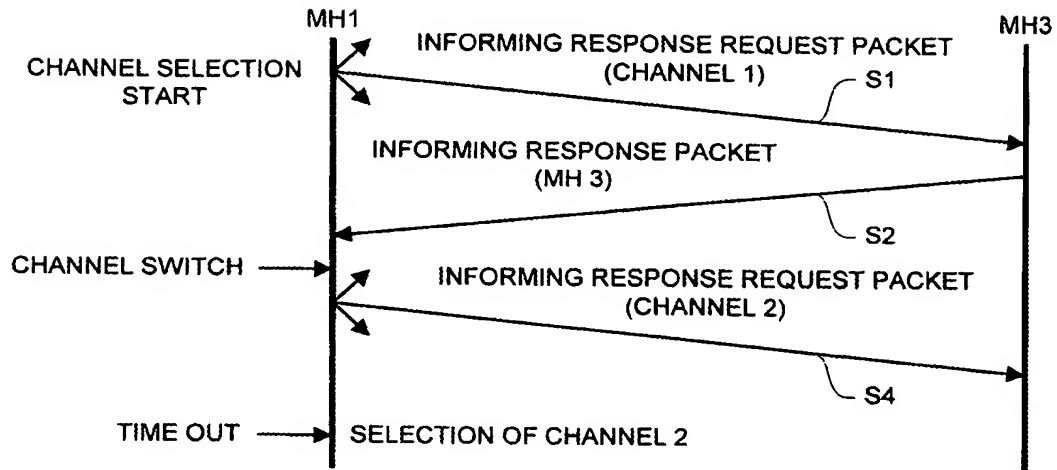 MH1
MH3
INFORMING RESPONSE REQUEST PACKET
(CHANNEL 1)
CHANNEL SELECTION
START
S1
INFORMING RESPONSE PACKET
(MH 3)
S2
CHANNEL SWITCH
INFORMING RESPONSE REQUEST PACKET
(CHANNEL 2)
S4
TIME OUT
SELECTION OF CHANNEL 2